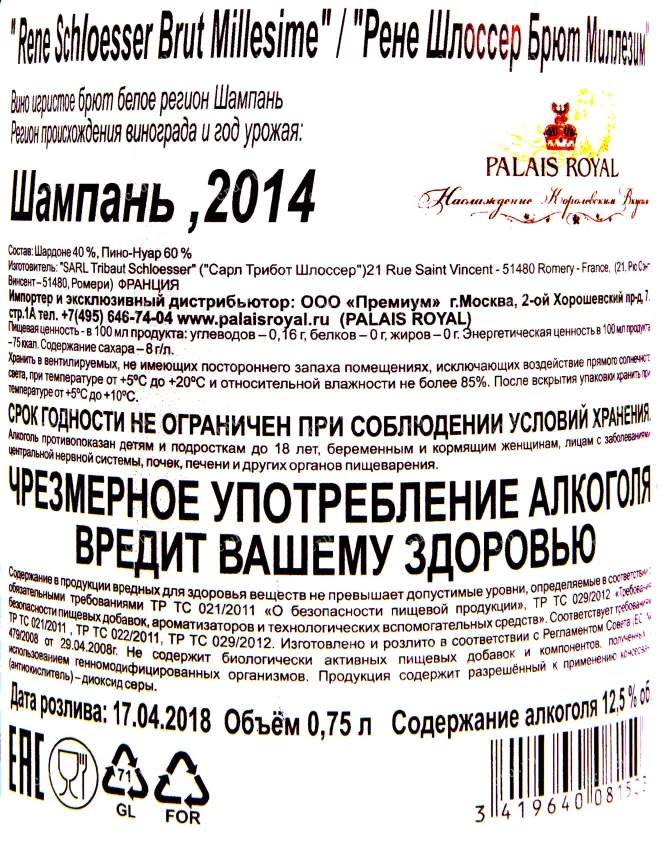 "Rene Schloesser Brut Millesime" / "Рене Шлоссер Брют Миллезим"
Вино игристое брют белое регион Шампань
Регион происхождения винограда и год урожая:
PALAIS ROYAL
Наслаждение Королевским Вкусом
Шампань ,2014
Состав: Шардоне 40 %, Пино-Нуар 60 %
Изготовитель: "SARL Tribaut Schloesser" ("Сарл Трибот Шлоссер")21 Rue Saint Vincent - 51480 Romery - France, (21, Рю Сэнт
Винсент – 51480, Ромери) ФРАНЦИЯ
Импортер и эксклюзивный дистрибьютор: ООО «Премиум» г.Москва, 2-ой Хорошевский пр-д, 7,
стр.1А тел. +7(495) 646-74-04 www.palaisroyal.ru (PALAIS ROYAL)
Пищевая ценность - в 100 мл продукта: углеводов – 0,16 г, белков – 0 г, жиров – 0 г. Энергетическая ценность в 100 мл продукта
–75 ккал. Содержание сахара – 8 г/л.
Хранить в вентилируемых, не имеющих постороннего запаха помещениях, исключающих воздействие прямого солнечного
света, при температуре от +5°С до +20°С и относительной влажности не более 85%. После вскрытия упаковки хранить при
температуре от +5°С до +10°С.
СРОК ГОДНОСТИ НЕ ОГРАНИЧЕН ПРИ СОБЛЮДЕНИИ УСЛОВИЙ ХРАНЕНИЯ.
Алкоголь противопоказан детям и подросткам до 18 лет, беременным и кормящим женщинам, лицам с заболеваниями
центральной нервной системы, почек, печени и других органов пищеварения.
ЧРЕЗМЕРНОЕ УПОТРЕБЛЕНИЕ АЛКОГОЛЯ
ВРЕДИТ ВАШЕМУ ЗДОРОВЬЮ
Содержание в продукции вредных для здоровья веществ не превышает допустимые уровни, определяемые в соответствии с
обязательными требованиями ТР ТС 021/2011 «О безопасности пищевой продукции», ТР ТС 029/2012 «Требования
безопасности пищевых добавок, ароматизаторов и технологических вспомогательных средств». Соответствует требованиям
ТР ТС 021/2011 , ТР ТС 022/2011, ТР ТС 029/2012. Изготовлено и розлито в соответствии с Регламентом Совета (ЕС) №
479/2008 от 29.04.2008г. Не содержит биологически активных пищевых добавок и компонентов, полученных с
использованием генномодифицированных организмов. Продукция содержит разрешённый к применению консервант
(антиокислитель) – диоксид серы.
Дата розлива: 17.04.2018 Объём 0,75 л Содержание алкоголя 12,5 % об
EAC
71
GL
FOR
3 419640 08152